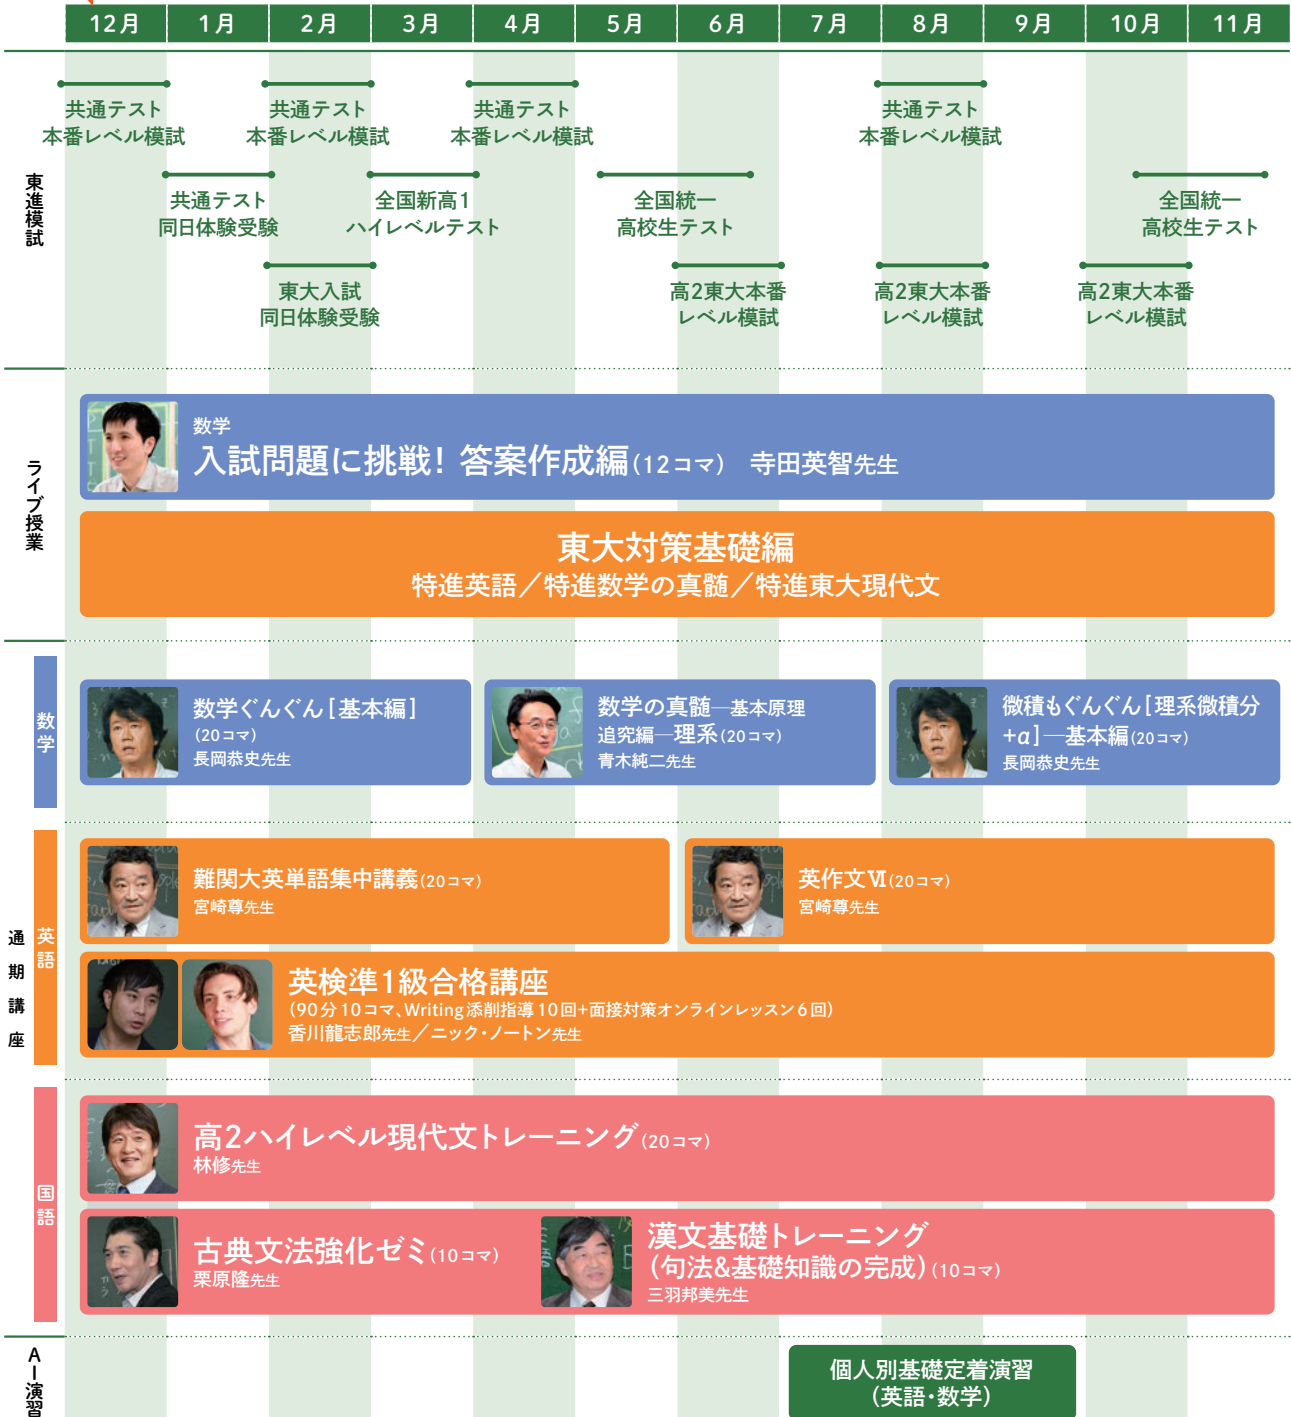 12月 1月 2月 3月 4月 5月 6月 7月 8月 9月 10月 11月
東進模試
共通テスト
本番レベル模試
共通テスト
本番レベル模試
共通テスト
本番レベル模試
共通テスト
本番レベル模試
共通テスト
同日体験受験
全国新高1
ハイレベルテスト
全国統一
高校生テスト
全国統一
高校生テスト
東大入試
同日体験受験
高2東大本番
レベル模試
高2東大本番
レベル模試
高2東大本番
レベル模試
ライブ授業
数学
入試問題に挑戦! 答案作成編(12コマ) 寺田英智先生
東大対策基礎編
特進英語/特進数学の真髄/特進東大現代文
通期講座
数学
数学ぐんぐん[基本編]
(20コマ)
長岡恭史先生
数学の真髄―基本原理
追究編―理系(20コマ)
青木純二先生
微積もぐんぐん[理系微積分
+α]―基本編(20コマ)
長岡恭史先生
英語
難関大英単語集中講義(20コマ)
宮崎尊先生
英作文Ⅵ(20コマ)
宮崎尊先生
英検準1級合格講座
(90分10コマ、Writing添削指導10回+面接対策オンラインレッスン6回)
香川龍志郎先生/ニック・ノートン先生
国語
高2ハイレベル現代文トレーニング(20コマ)
林修先生
古典文法強化ゼミ(10コマ)
栗原隆先生
漢文基礎トレーニング
(句法&基礎知識の完成)(10コマ)
三羽邦美先生
AI演習
個人別基礎定着演習
(英語・数学)